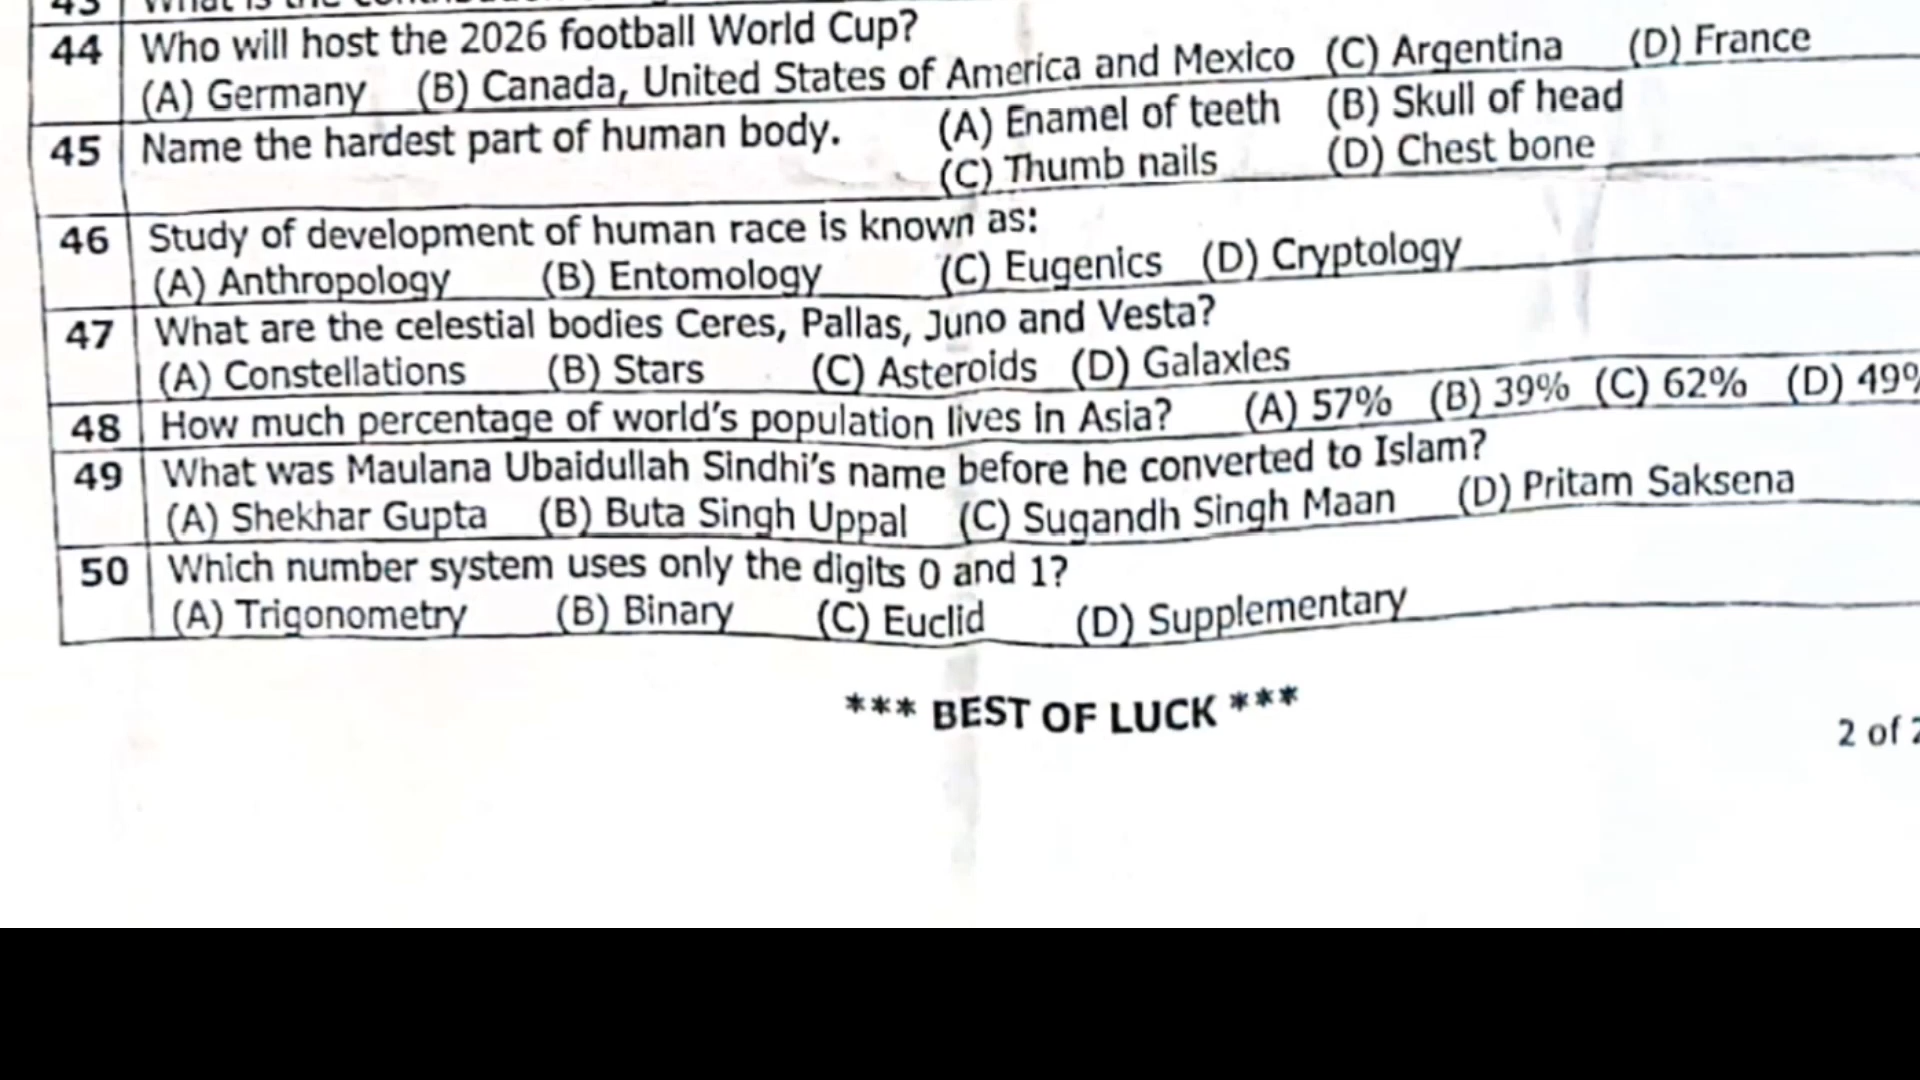 44 Who will host the 2026 football World Cup?
(A) Germany (B) Canada, United States of America and Mexico (C) Argentina (D) France
45 Name the hardest part of human body. (A) Enamel of teeth (B) Skull of head
(C) Thumb nails (D) Chest bone
46 Study of development of human race is known as:
(A) Anthropology (B) Entomology (C) Eugenics (D) Cryptology
47 What are the celestial bodies Ceres, Pallas, Juno and Vesta?
(A) Constellations (B) Stars (C) Asteroids (D) Galaxies
48 How much percentage of world's population lives in Asia? (A) 57% (B) 39% (C) 62% (D) 49%
49 What was Maulana Ubaidullah Sindhi's name before he converted to Islam?
(A) Shekhar Gupta (B) Buta Singh Uppal (C) Sugandh Singh Maan (D) Pritam Saksena
50 Which number system uses only the digits 0 and 1?
(A) Trigonometry (B) Binary (C) Euclid (D) Supplementary
*** BEST OF LUCK ***
2 of 2